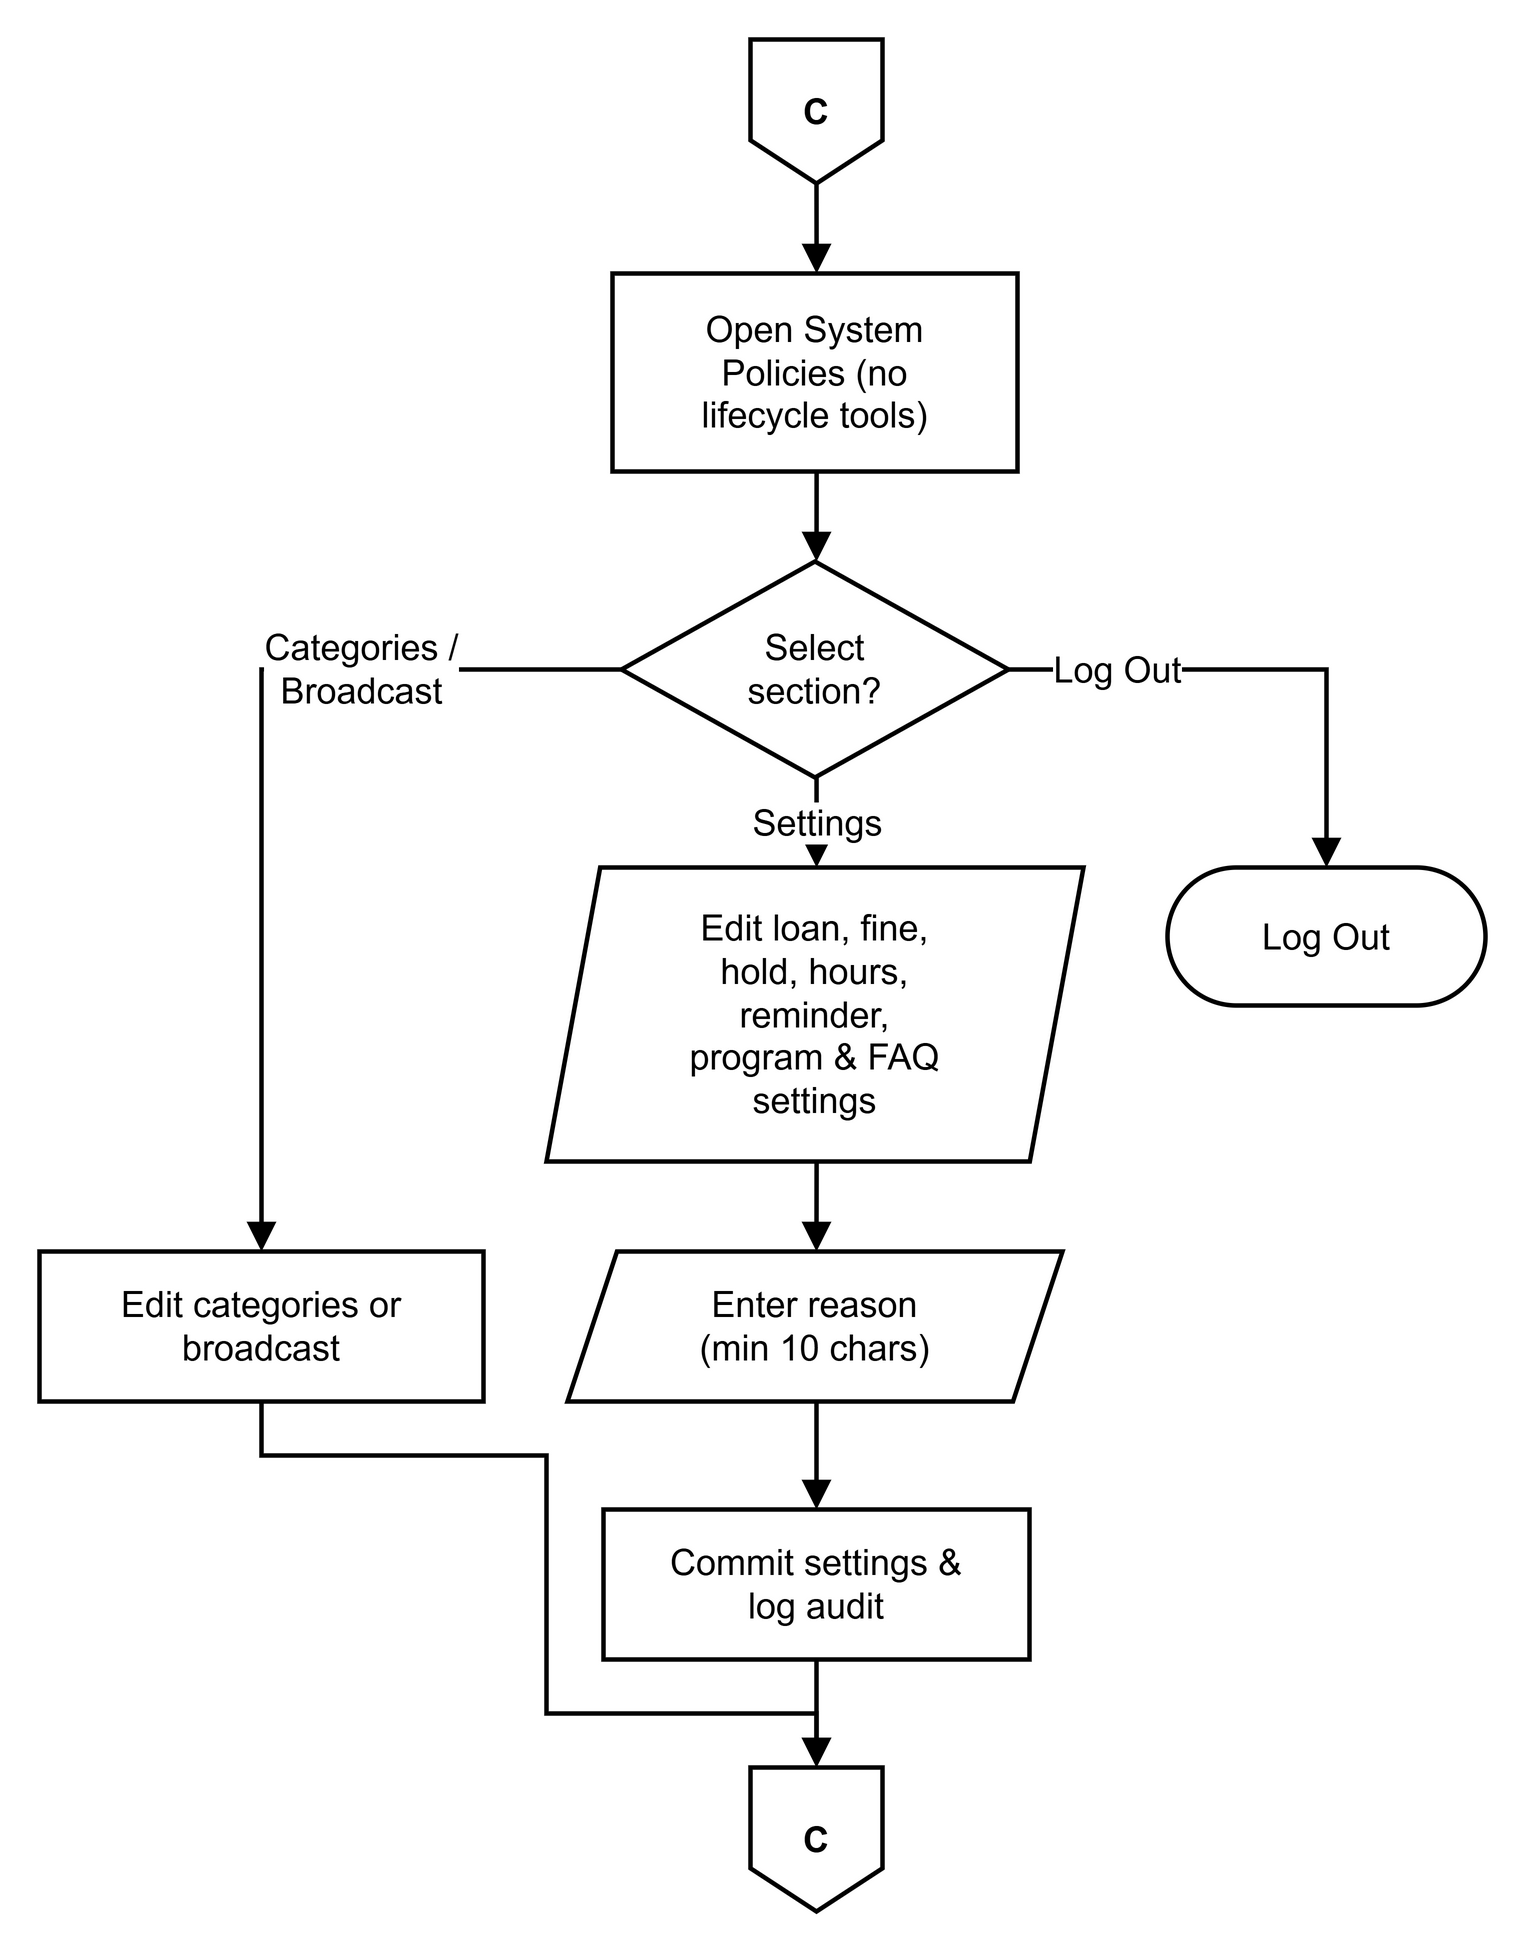 C
Open System
Policies (no
lifecycle tools)
Select
section?
Categories /
Broadcast
Log Out
Settings
Edit loan, fine,
hold, hours,
reminder,
program & FAQ
settings
Log Out
Edit categories or
broadcast
Enter reason
(min 10 chars)
Commit settings &
log audit
C